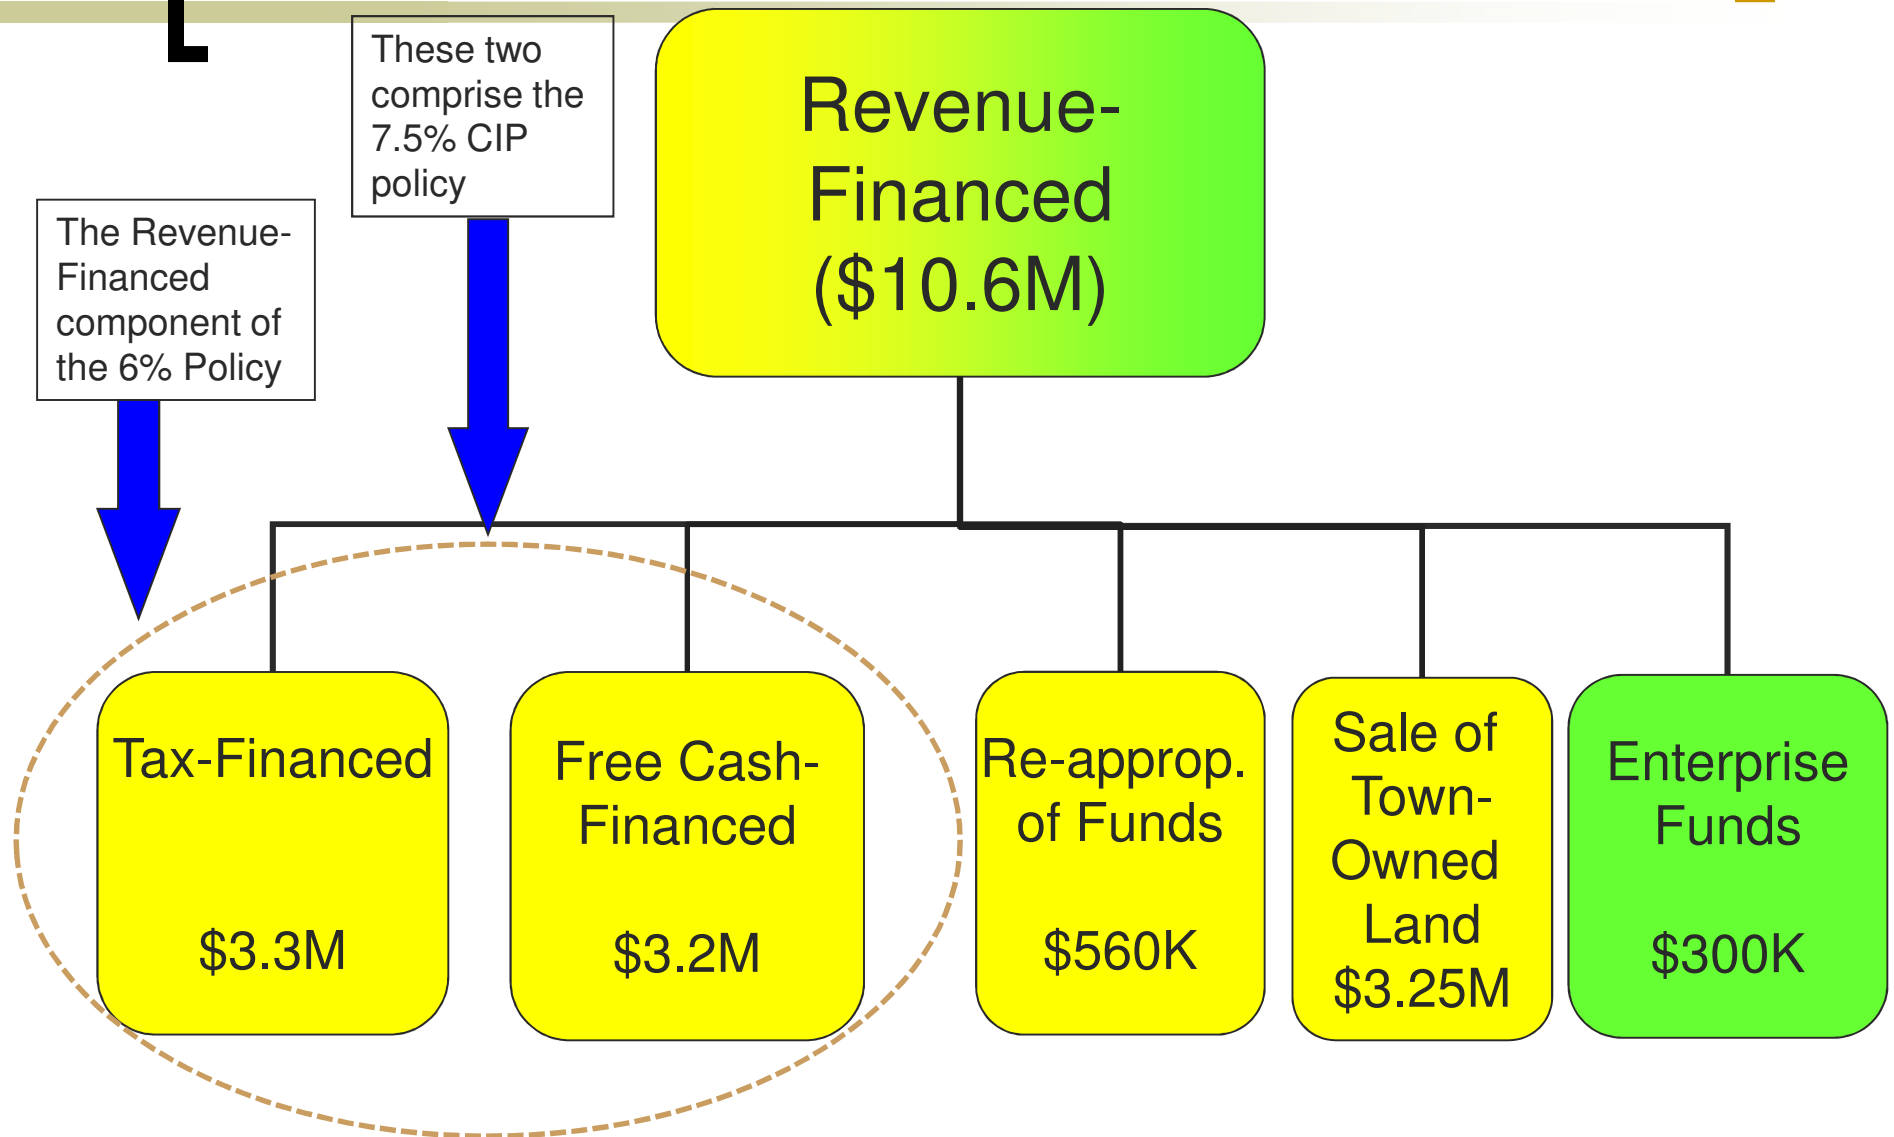 These two
comprise the
7.5% CIP
policy
The Revenue-
Financed
component of
the 6% Policy
Revenue-
Financed
($10.6M)
Tax-Financed
$3.3M
Free Cash-
Financed
$3.2M
Re-approp.
of Funds
$560K
Sale of
Town-
Owned
Land
$3.25M
Enterprise
Funds
$300K